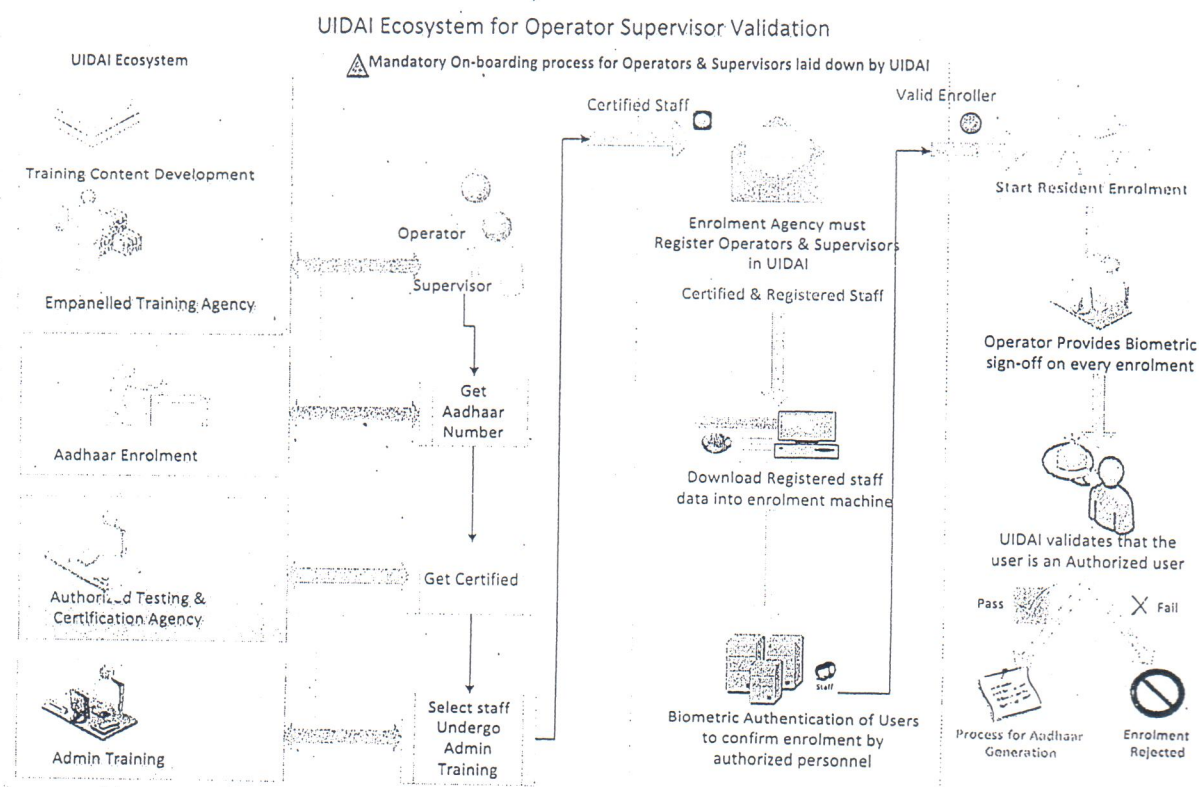 UIDAI Ecosystem for Operator Supervisor Validation
UIDAI Ecosystem
Mandatory On-boarding process for Operators & Supervisors laid down by UIDAI
Training Content Development
Empanelled Training Agency
Aadhaar Enrolment
Authorized Testing &
Certification Agency
Admin Training
Operator
Supervisor
Get
Aadhaar
Number
Get Certified
Select staff
Undergo
Admin
Training
Certified Staff
Enrolment Agency must
Register Operators & Supervisors
in UIDAI
Certified & Registered Staff
Download Registered staff
data into enrolment machine
Staff
Biometric Authentication of Users
to confirm enrolment by
authorized personnel
Valid Enroller
Start Resident Enrolment
Operator Provides Biometric
sign-off on every enrolment
UIDAI validates that the
user is an Authorized user
Pass
Fail
Process for Aadhaar
Generation
Enrolment
Rejected